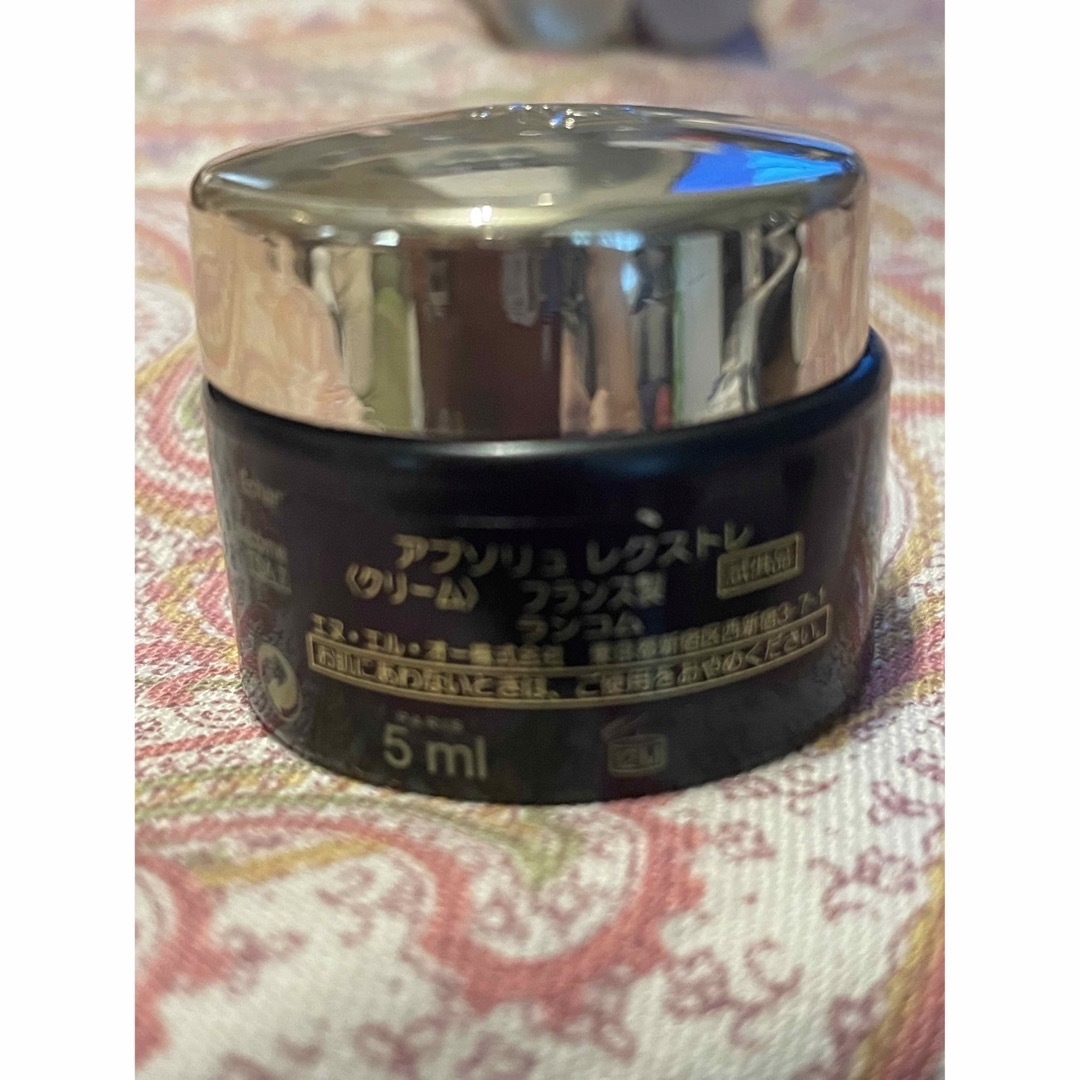 アプソリュ レクストレ
試供品
〈クリーム〉 フランス製
ランコム
エヌ・エル・オー株式会社 東京都新宿区西新宿3-7-1
お肌にあわないときは、ご使用をおやめください。
PARIS
5 ml